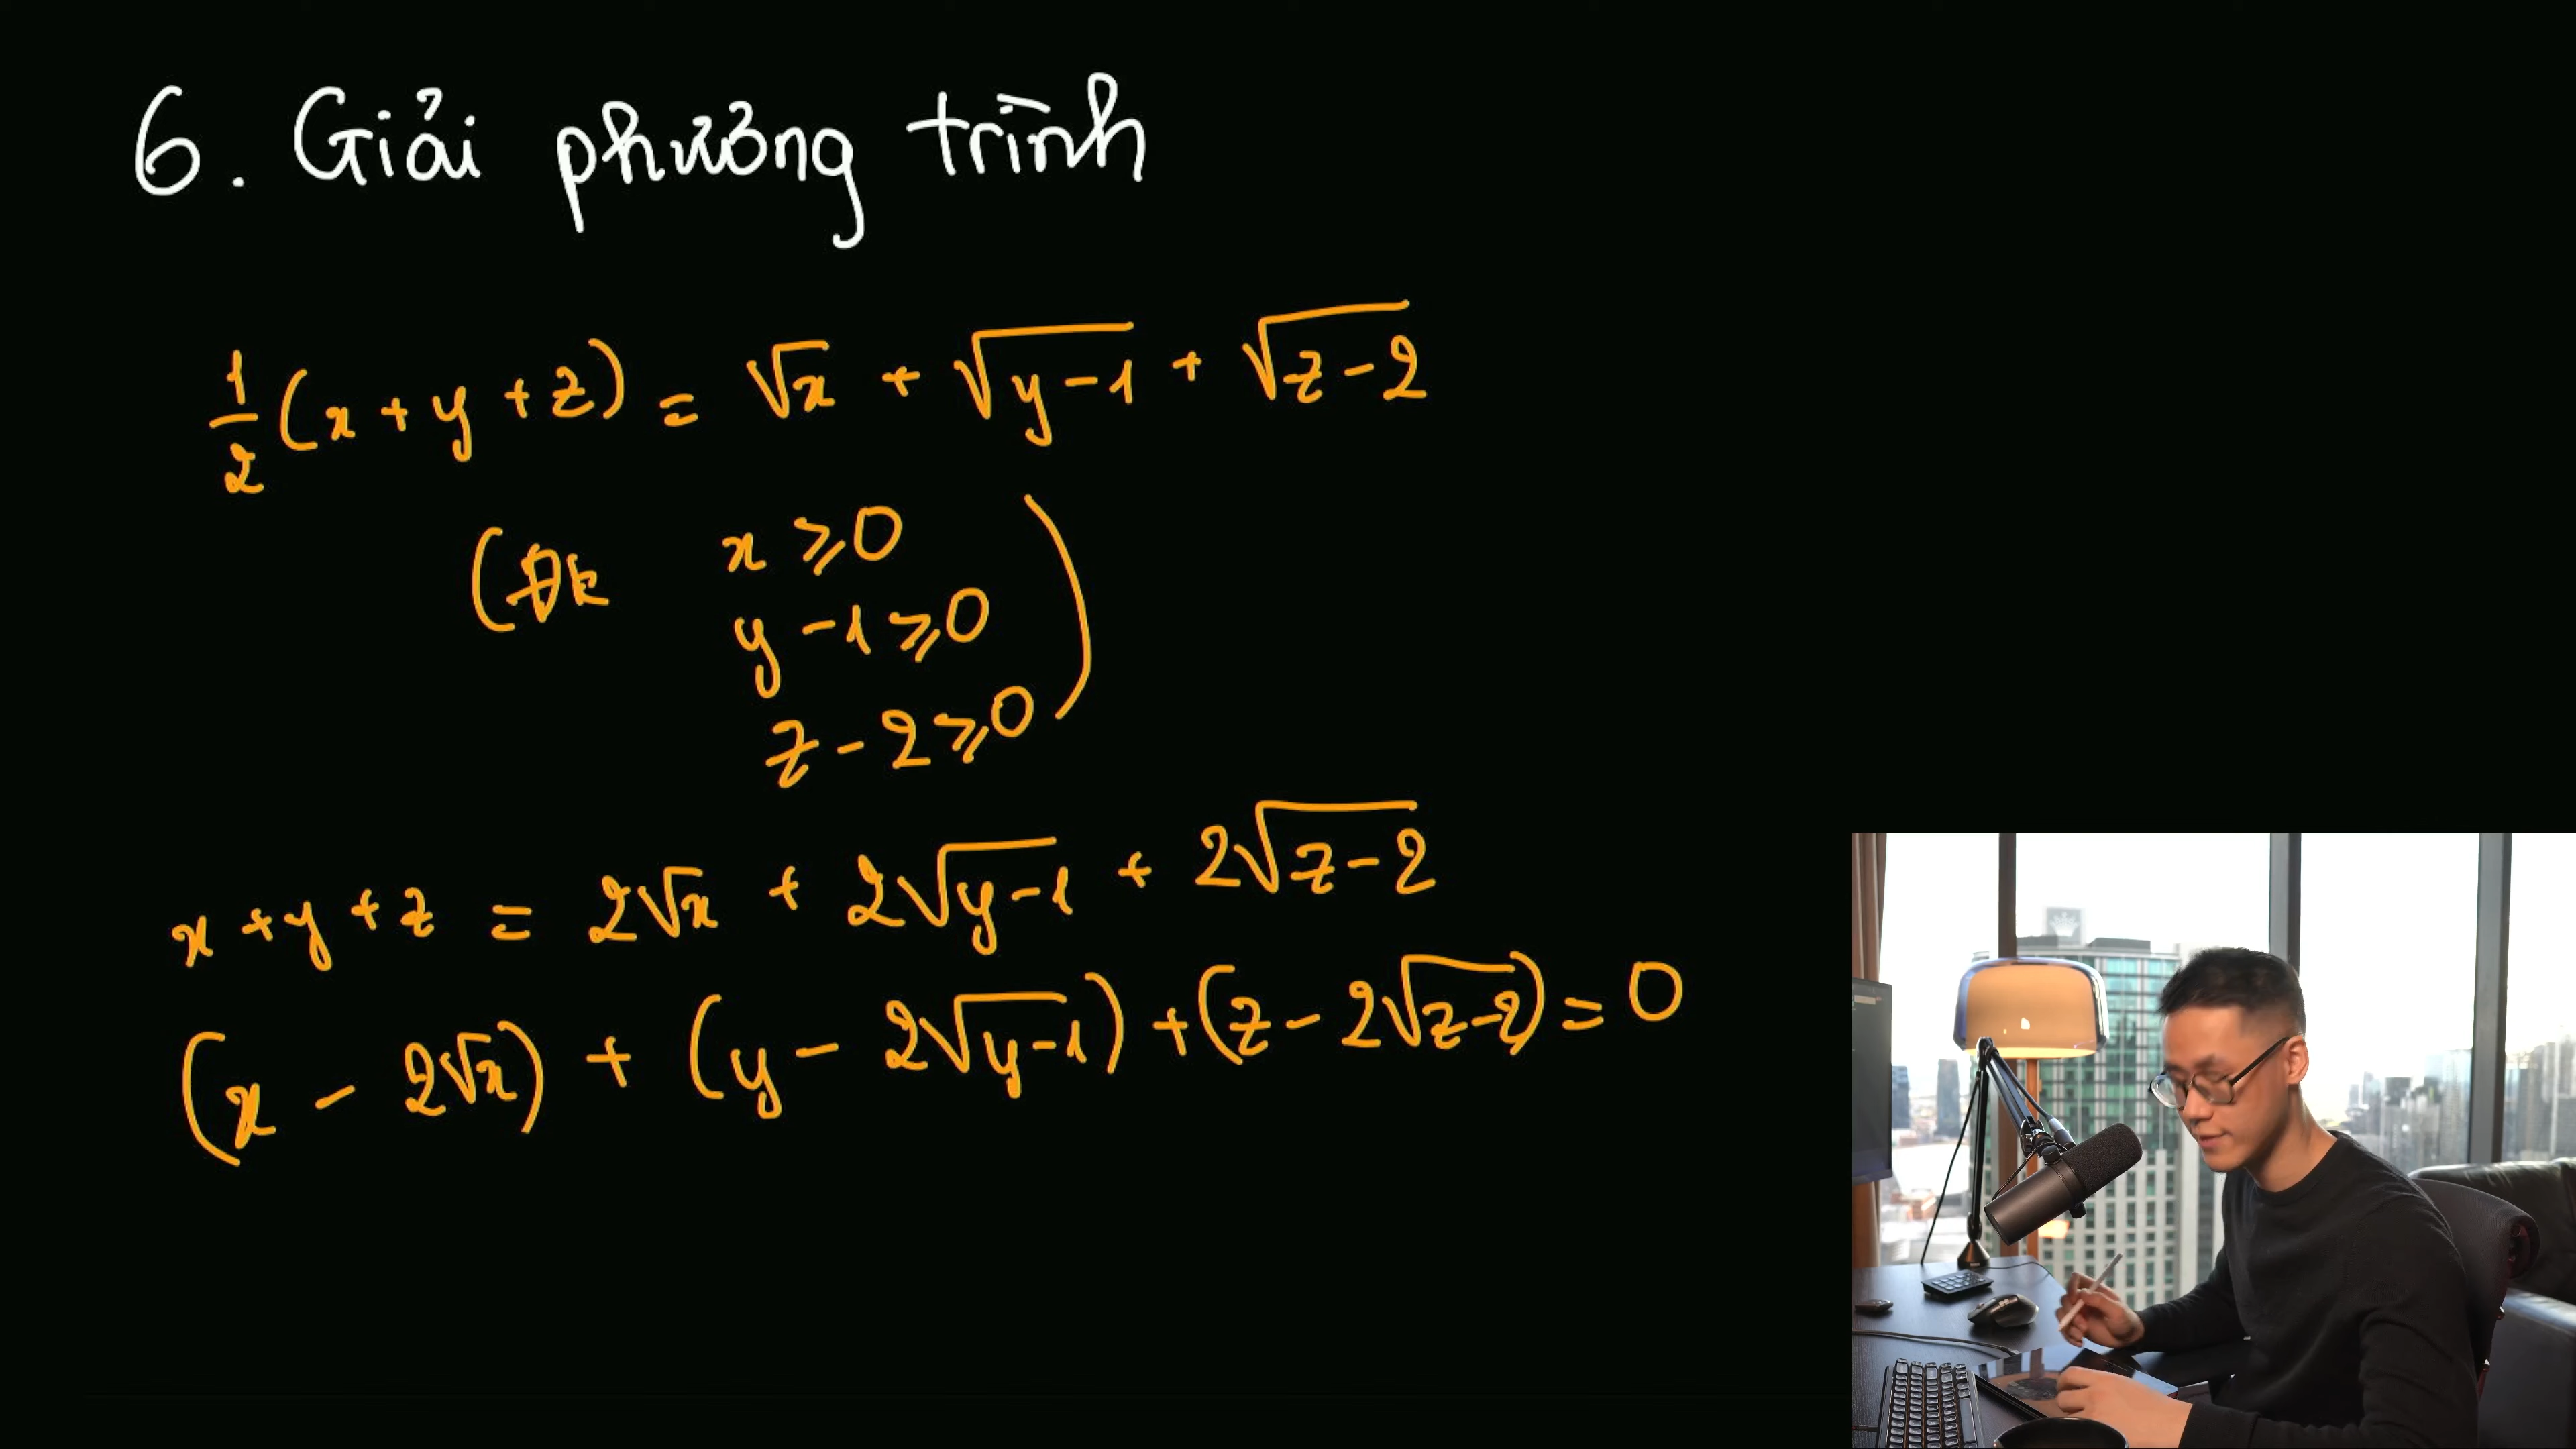 6. Giải phương trình
1/2 (x + y + z) = √x + √(y-1) + √(z-2)
(Đk x ⩾ 0
y - 1 ⩾ 0
z - 2 ⩾ 0)
x + y + z = 2√x + 2√(y-1) + 2√(z-2)
(x - 2√x) + (y - 2√(y-1)) + (z - 2√(z-2)) = 0